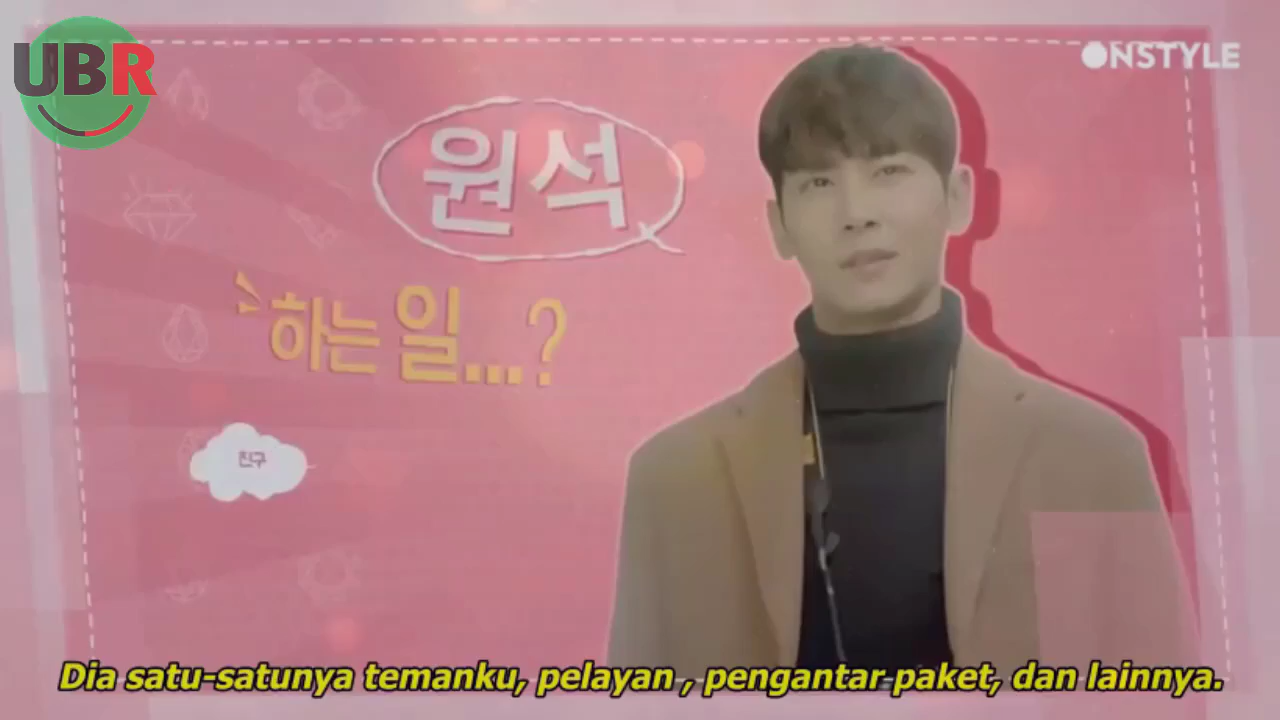 UBR
ONSTYLE
원석
하는 일...?
친구
Dia satu-satunya temanku, pelayan , pengantar paket, dan lainnya.